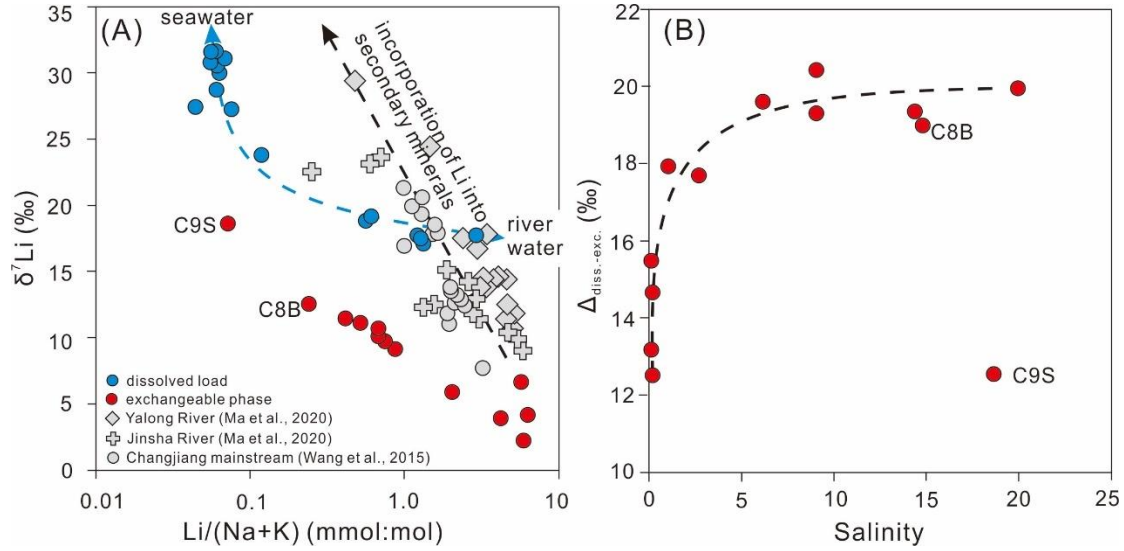 (A)
seawater
incorporation of Li into
secondary minerals
river
water
C9S
C8B
dissolved load
exchangeable phase
Yalong River (Ma et al., 2020)
Jinsha River (Ma et al., 2020)
Changjiang mainstream (Wang et al., 2015)
35
30
25
20
15
10
5
0
δ⁷Li (‰)
0.01
0.1
1.0
10
Li/(Na+K) (mmol:mol)
(B)
C8B
C9S
22
20
18
16
14
12
10
Δdiss.-exc. (‰)
0
5
10
15
20
25
Salinity